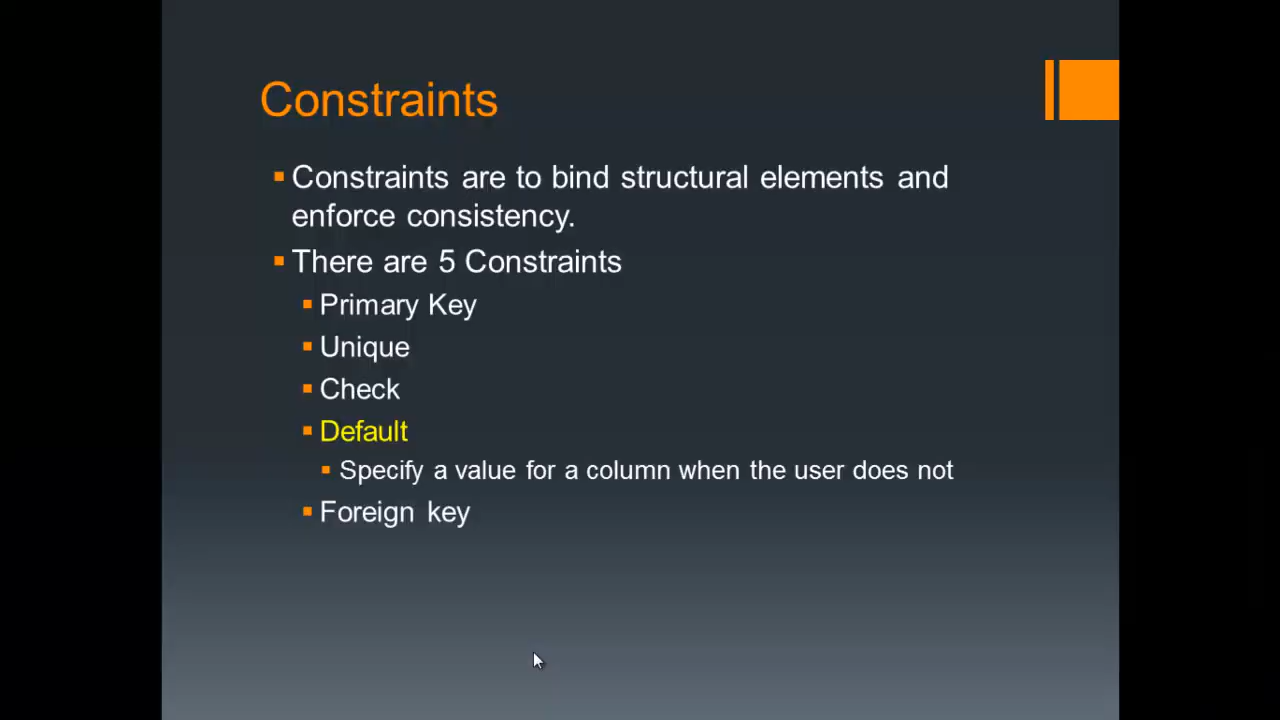 Constraints
Constraints are to bind structural elements and
enforce consistency.
There are 5 Constraints
Primary Key
Unique
Check
Default
Specify a value for a column when the user does not
Foreign key